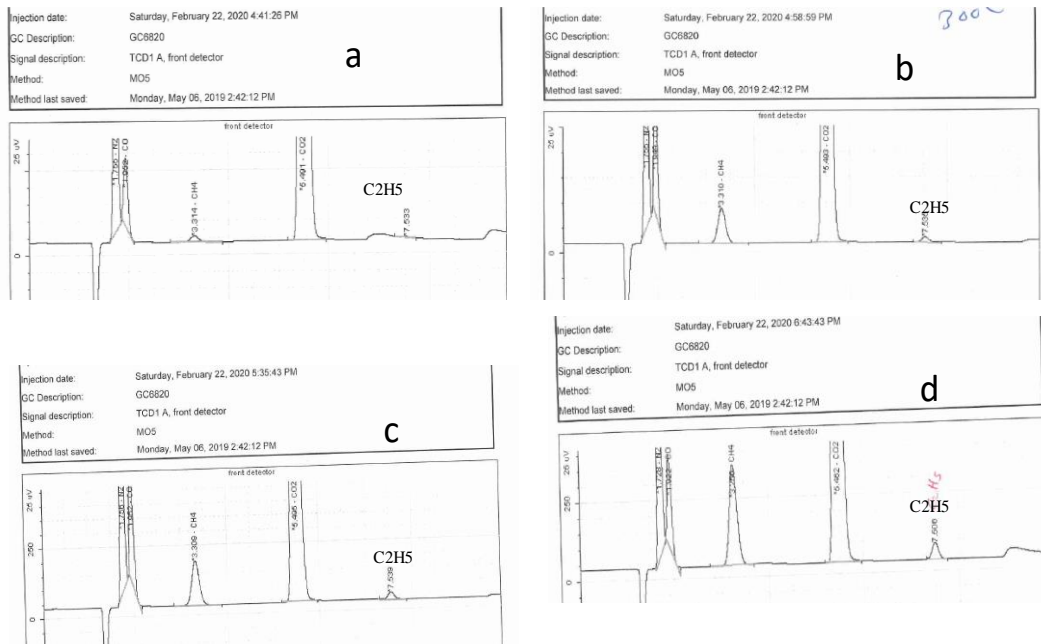 Injection date: Saturday, February 22, 2020 4:41:26 PM
GC Description: GC6820
Signal description: TCD1 A, front detector
Method: MO5
Method last saved: Monday, May 06, 2019 2:42:12 PM
a
front detector
25 uV
0
*1.756 - N2
*3.314 - CH4
*5.491 - CO2
C2H5
*7.533
Injection date: Saturday, February 22, 2020 4:58:59 PM
GC Description: GC6820
Signal description: TCD1 A, front detector
Method: MO5
Method last saved: Monday, May 06, 2019 2:42:12 PM
b
front detector
25 uV
0
*3.310 - CH4
*5.493 - CO2
C2H5
Injection date: Saturday, February 22, 2020 5:35:43 PM
GC Description: GC6820
Signal description: TCD1 A, front detector
Method: MO5
Method last saved: Monday, May 06, 2019 2:42:12 PM
c
front detector
25 uV
250
0
*3.309 - CH4
*5.495 - CO2
C2H5
*7.539
Injection date: Saturday, February 22, 2020 6:43:43 PM
GC Description: GC6820
Signal description: TCD1 A, front detector
Method: MO5
Method last saved: Monday, May 06, 2019 2:42:12 PM
d
front detector
25 uV
250
0
*5.462 - CO2
C2H5
7.506